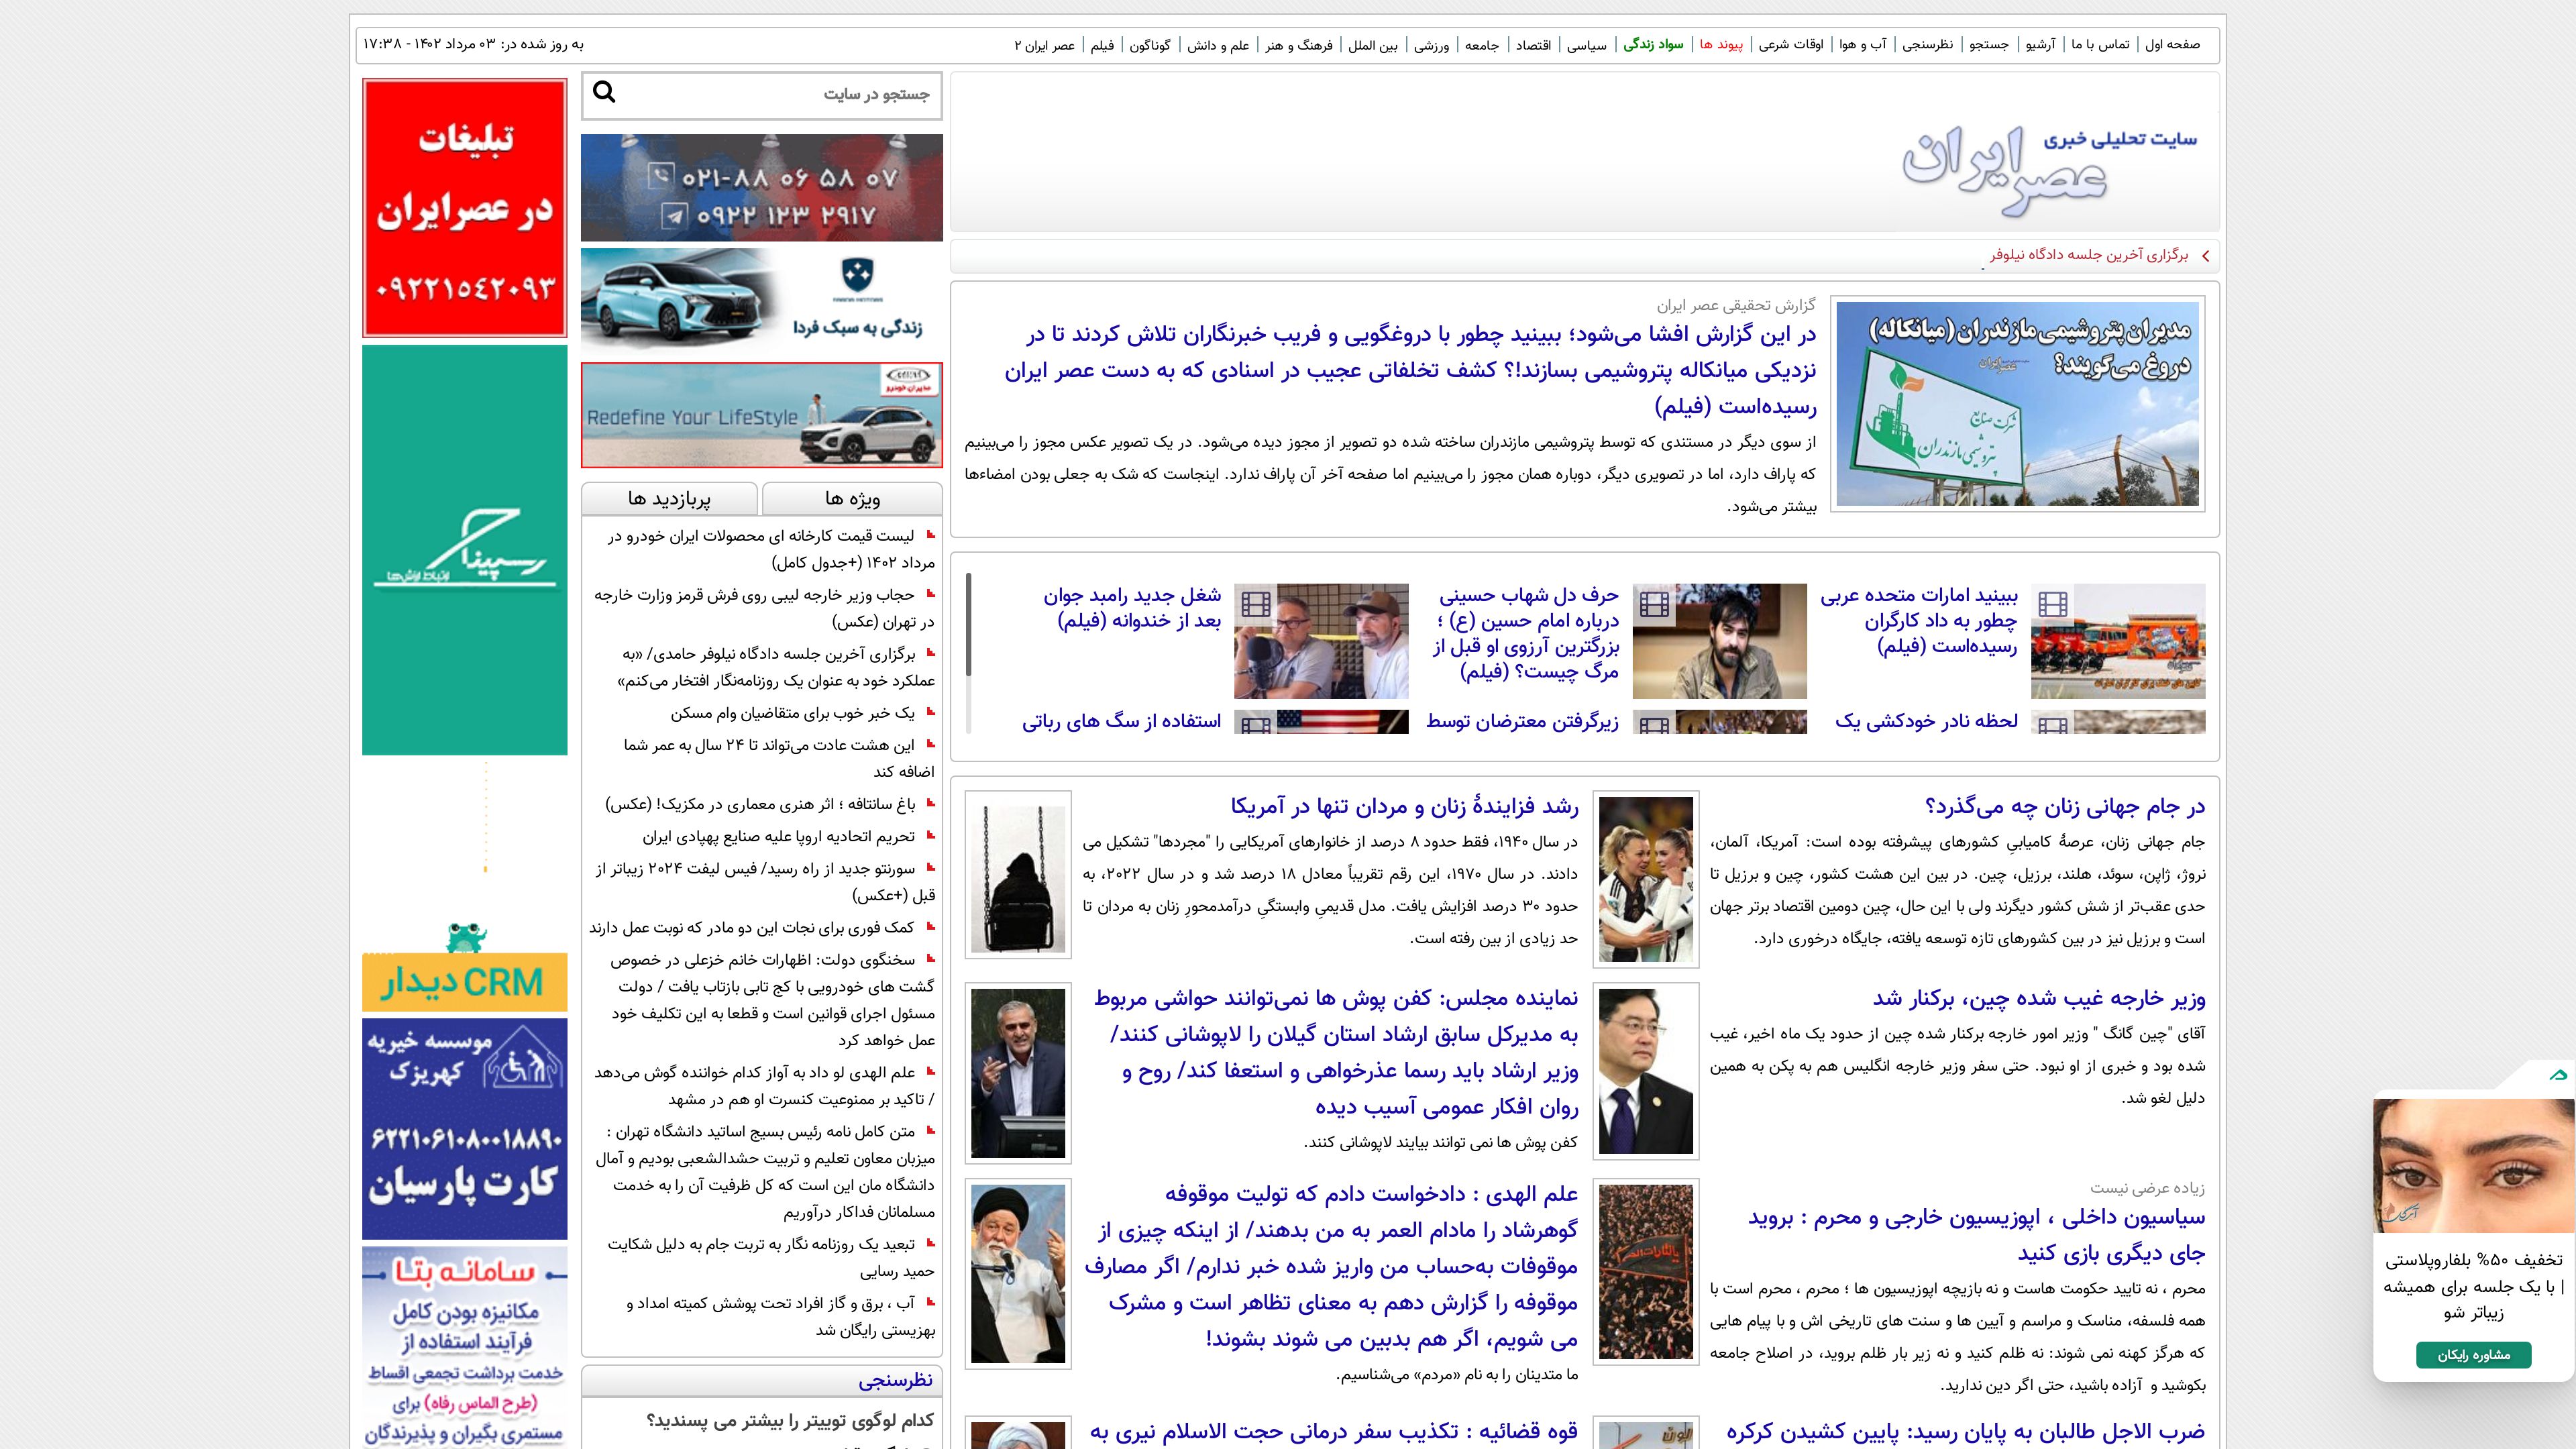 صفحه اول | تماس با ما | آرشیو | جستجو | نظرسنجی | آب و هوا | اوقات شرعی | پیوند ها | سواد زندگی | سیاسی | اقتصاد | جامعه | ورزشی | بین الملل | فرهنگ و هنر | علم و دانش | گوناگون | فیلم | عصر ایران ۲
به روز شده در: ۰۳ مرداد ۱۴۰۲ - ۱۷:۳۸
سایت تحلیلی خبری
عصر ایران
برگزاری آخرین جلسه دادگاه نیلوفر
مدیران پتروشیمی مازندران (میانکاله)
دروغ می‌گویند؟
عصر ایران
شرکت صنایع
پتروشیمی مازندران
گزارش تحقیقی عصر ایران
در این گزارش افشا می‌شود؛ ببینید چطور با دروغگویی و فریب خبرنگاران تلاش کردند تا در
نزدیکی میانکاله پتروشیمی بسازند!؟ کشف تخلفاتی عجیب در اسنادی که به دست عصر ایران
رسیده‌است (فیلم)
از سوی دیگر در مستندی که توسط پتروشیمی مازندران ساخته شده دو تصویر از مجوز دیده می‌شود. در یک تصویر عکس مجوز را می‌بینیم
که پاراف دارد، اما در تصویری دیگر، دوباره همان مجوز را می‌بینیم اما صفحه آخر آن پاراف ندارد. اینجاست که شک به جعلی بودن امضاءها
بیشتر می‌شود.
ببینید امارات متحده عربی
چطور به داد کارگران
رسیده‌است (فیلم)
حرف دل شهاب حسینی
درباره امام حسین (ع) ؛
بزرگترین آرزوی او قبل از
مرگ چیست؟ (فیلم)
شغل جدید رامبد جوان
بعد از خندوانه (فیلم)
لحظه نادر خودکشی یک
زیرگرفتن معترضان توسط
استفاده از سگ های رباتی
در جام جهانی زنان چه می‌گذرد؟
جام جهانی زنان، عرصهٔ کامیابیِ کشورهای پیشرفته بوده است: آمریکا، آلمان،
نروژ، ژاپن، سوئد، هلند، برزیل، چین. در بین این هشت کشور، چین و برزیل تا
حدی عقب‌تر از شش کشور دیگرند ولی با این حال، چین دومین اقتصاد برتر جهان
است و برزیل نیز در بین کشورهای تازه توسعه یافته، جایگاه درخوری دارد.
رشد فزایندهٔ زنان و مردان تنها در آمریکا
در سال ۱۹۴۰، فقط حدود ۸ درصد از خانوارهای آمریکایی را "مجردها" تشکیل می
دادند. در سال ۱۹۷۰، این رقم تقریباً معادل ۱۸ درصد شد و در سال ۲۰۲۲، به
حدود ۳۰ درصد افزایش یافت. مدل قدیمیِ وابستگیِ درآمدمحورِ زنان به مردان تا
حد زیادی از بین رفته است.
وزیر خارجه غیب شده چین، برکنار شد
آقای "چین گانگ " وزیر امور خارجه برکنار شده چین از حدود یک ماه اخیر، غیب
شده بود و خبری از او نبود. حتی سفر وزیر خارجه انگلیس هم به پکن به همین
دلیل لغو شد.
نماینده مجلس: کفن پوش ها نمی‌توانند حواشی مربوط
به مدیرکل سابق ارشاد استان گیلان را لاپوشانی کنند/
وزیر ارشاد باید رسما عذرخواهی و استعفا کند/ روح و
روان افکار عمومی آسیب دیده
کفن پوش ها نمی توانند بیایند لاپوشانی کنند.
زیاده عرضی نیست
سیاسیون داخلی ، اپوزیسیون خارجی و محرم : بروید
جای دیگری بازی کنید
محرم ، نه تایید حکومت هاست و نه بازیچه اپوزیسیون ها ؛ محرم ، محرم است با
همه فلسفه، مناسک و مراسم و آیین ها و سنت های تاریخی اش و با پیام هایی
که هرگز کهنه نمی شوند: نه ظلم کنید و نه زیر بار ظلم بروید، در اصلاح جامعه
بکوشید و آزاده باشید، حتی اگر دین ندارید.
علم الهدی : دادخواست دادم که تولیت موقوفه
گوهرشاد را مادام العمر به من بدهند/ از اینکه چیزی از
موقوفات به‌حساب من واریز شده خبر ندارم/ اگر مصارف
موقوفه را گزارش دهم به معنای تظاهر است و مشرک
می شویم، اگر هم بدبین می شوند بشوند!
ما متدینان را به نام «مردم» می‌شناسیم.
ضرب الاجل طالبان به پایان رسید: پایین کشیدن کرکره
قوه قضائیه : تکذیب سفر درمانی حجت الاسلام نیری به
جستجو در سایت
۰۲۱-۸۸ ۰۶ ۵۸ ۰۷
۰۹۲۲ ۱۲۳ ۲۹۱۷
زندگی به سبک فردا
سایان خودرو
Redefine Your LifeStyle
ویژه ها
پربازدید ها
لیست قیمت کارخانه ای محصولات ایران خودرو در
مرداد ۱۴۰۲ (+جدول کامل)
حجاب وزیر خارجه لیبی روی فرش قرمز وزارت خارجه
در تهران (عکس)
برگزاری آخرین جلسه دادگاه نیلوفر حامدی/ «به
عملکرد خود به عنوان یک روزنامه‌نگار افتخار می‌کنم»
یک خبر خوب برای متقاضیان وام مسکن
این هشت عادت می‌تواند تا ۲۴ سال به عمر شما
اضافه کند
باغ سانتافه ؛ اثر هنری معماری در مکزیک! (عکس)
تحریم اتحادیه اروپا علیه صنایع پهپادی ایران
سورنتو جدید از راه رسید/ فیس لیفت ۲۰۲۴ زیباتر از
قبل (+عکس)
کمک فوری برای نجات این دو مادر که نوبت عمل دارند
سخنگوی دولت: اظهارات خانم خزعلی در خصوص
گشت های خودرویی با کج تابی بازتاب یافت / دولت
مسئول اجرای قوانین است و قطعا به این تکلیف خود
عمل خواهد کرد
علم الهدی لو داد به آواز کدام خواننده گوش می‌دهد
/ تاکید بر ممنوعیت کنسرت او هم در مشهد
متن کامل نامه رئیس بسیج اساتید دانشگاه تهران :
میزبان معاون تعلیم و تربیت حشدالشعبی بودیم و آمال
دانشگاه مان این است که کل ظرفیت آن را به خدمت
مسلمانان فداکار درآوریم
تبعید یک روزنامه نگار به تربت جام به دلیل شکایت
حمید رسایی
آب ، برق و گاز افراد تحت پوشش کمیته امداد و
بهزیستی رایگان شد
نظرسنجی
کدام لوگوی توییتر را بیشتر می پسندید؟
تبلیغات
در عصرایران
۰۹۲۲۱۵۴۲۰۹۳
رسپینا
ارتباط ارزش‌ها
CRM دیدار
موسسه خیریه
کهریزک
۶۲۲۱۰۶۱۰۸۰۰۱۸۸۹۰
کارت پارسیان
سامانه بتا
مکانیزه بودن کامل
فرآیند استفاده از
خدمت برداشت تجمعی اقساط
(طرح الماس رفاه) برای
مستمری بگیران و پذیرندگان
تخفیف ۵۰% بلفاروپلاستی
| با یک جلسه برای همیشه
زیباتر شو
مشاوره رایگان